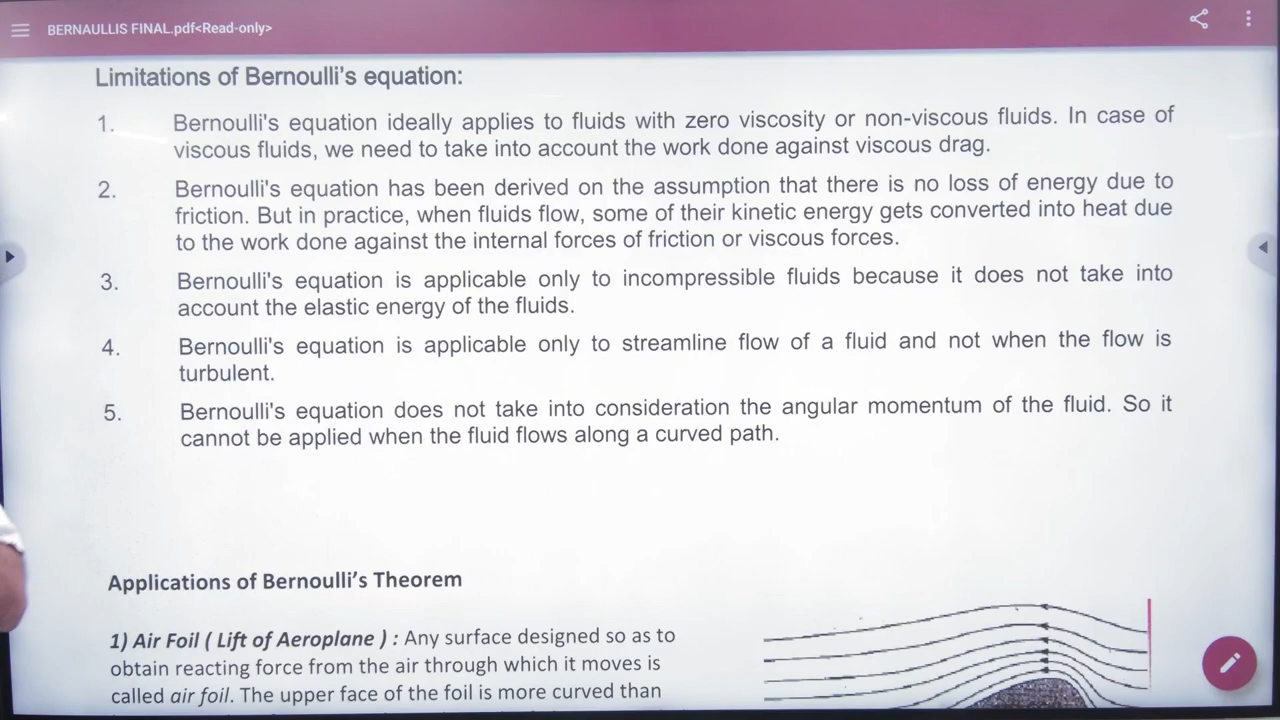 BERNAULLIS FINAL.pdf<Read-only>
Limitations of Bernoulli's equation:
1. Bernoulli's equation ideally applies to fluids with zero viscosity or non-viscous fluids. In case of
viscous fluids, we need to take into account the work done against viscous drag.
2. Bernoulli's equation has been derived on the assumption that there is no loss of energy due to
friction. But in practice, when fluids flow, some of their kinetic energy gets converted into heat due
to the work done against the internal forces of friction or viscous forces.
3. Bernoulli's equation is applicable only to incompressible fluids because it does not take into
account the elastic energy of the fluids.
4. Bernoulli's equation is applicable only to streamline flow of a fluid and not when the flow is
turbulent.
5. Bernoulli's equation does not take into consideration the angular momentum of the fluid. So it
cannot be applied when the fluid flows along a curved path.
Applications of Bernoulli's Theorem
1) Air Foil ( Lift of Aeroplane ) : Any surface designed so as to
obtain reacting force from the air through which it moves is
called air foil. The upper face of the foil is more curved than